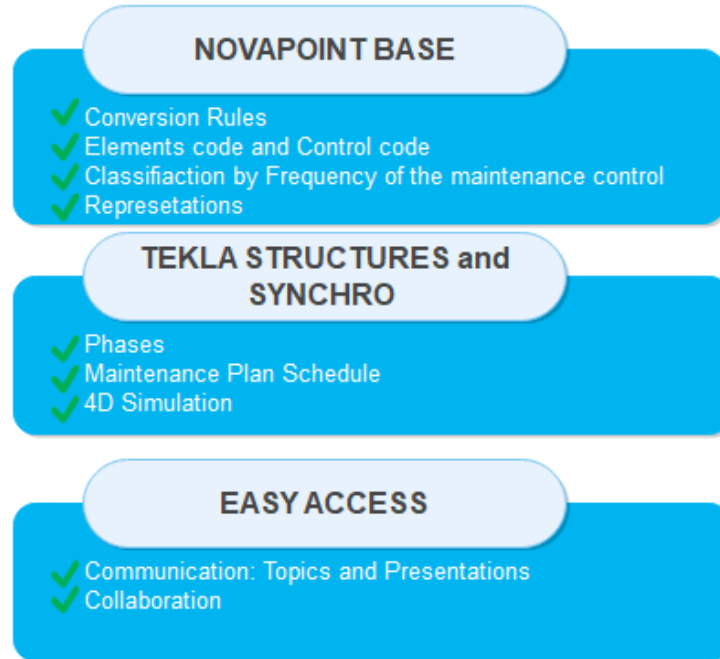 NOVAPOINT BASE
Conversion Rules
Elements code and Control code
Classifiaction by Frequency of the maintenance control
Represetations
TEKLA STRUCTURES and
SYNCHRO
Phases
Maintenance Plan Schedule
4D Simulation
EASY ACCESS
Communication: Topics and Presentations
Collaboration